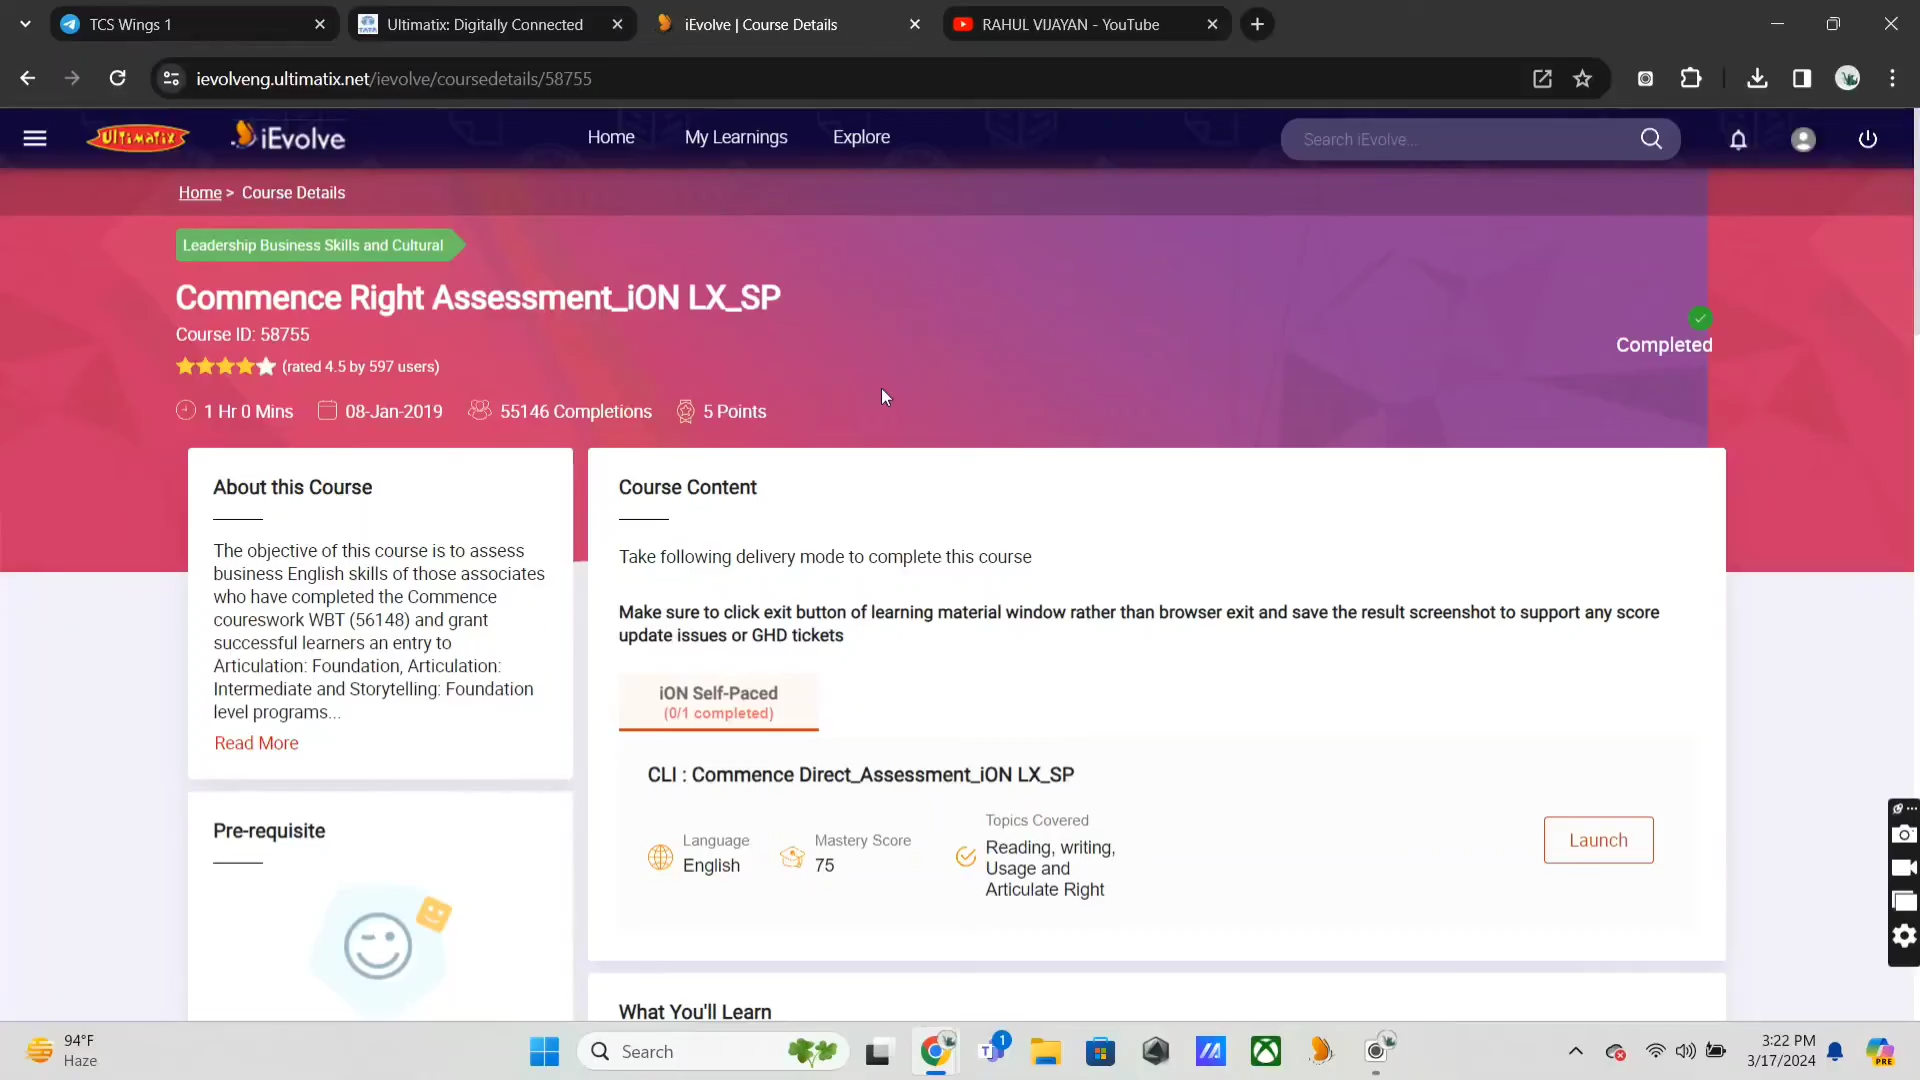 TCS Wings 1
Ultimatix: Digitally Connected
iEvolve | Course Details
RAHUL VIJAYAN - YouTube
ievolveng.ultimatix.net/ievolve/coursedetails/58755
ULTIMATIX
iEvolve
Home
My Learnings
Explore
Search iEvolve...
Home > Course Details
Leadership Business Skills and Cultural
Commence Right Assessment_iON LX_SP
Course ID: 58755
(rated 4.5 by 597 users)
Completed
1 Hr 0 Mins
08-Jan-2019
55146 Completions
5 Points
About this Course
The objective of this course is to assess
business English skills of those associates
who have completed the Commence
coureswork WBT (56148) and grant
successful learners an entry to
Articulation: Foundation, Articulation:
Intermediate and Storytelling: Foundation
level programs...
Read More
Pre-requisite
Course Content
Take following delivery mode to complete this course
Make sure to click exit button of learning material window rather than browser exit and save the result screenshot to support any score
update issues or GHD tickets
iON Self-Paced
(0/1 completed)
CLI : Commence Direct_Assessment_iON LX_SP
Language
English
Mastery Score
75
Topics Covered
Reading, writing,
Usage and
Articulate Right
Launch
What You'll Learn
94°F
Haze
Search
1
3:22 PM
3/17/2024
PRE